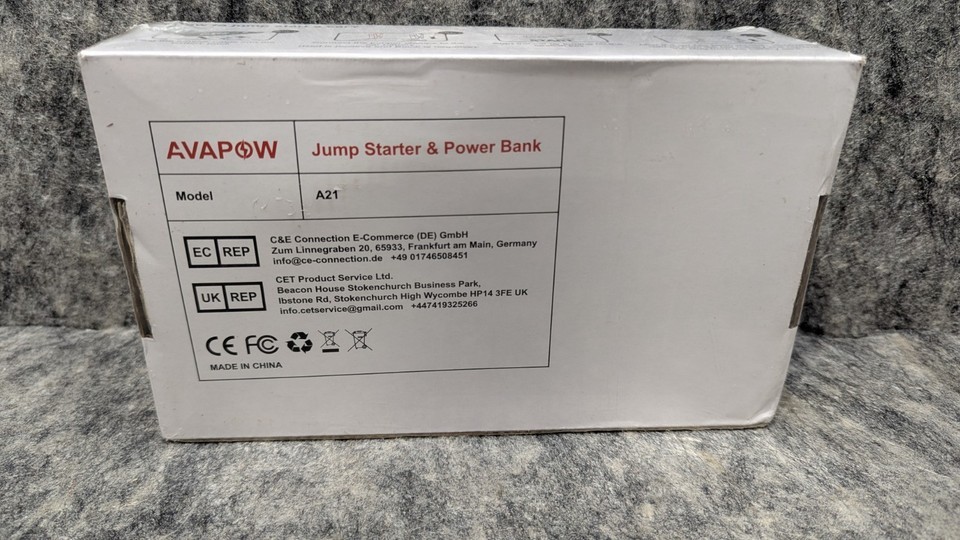 AVAPOW
Jump Starter & Power Bank
Model
A21
EC REP
C&E Connection E-Commerce (DE) GmbH
Zum Linnegraben 20, 65933, Frankfurt am Main, Germany
info@ce-connection.de +49 01746508451
UK REP
CET Product Service Ltd.
Beacon House Stokenchurch Business Park,
Ibstone Rd, Stokenchurch High Wycombe HP14 3FE UK
info.cetservice@gmail.com +447419325266
CE FC
MADE IN CHINA